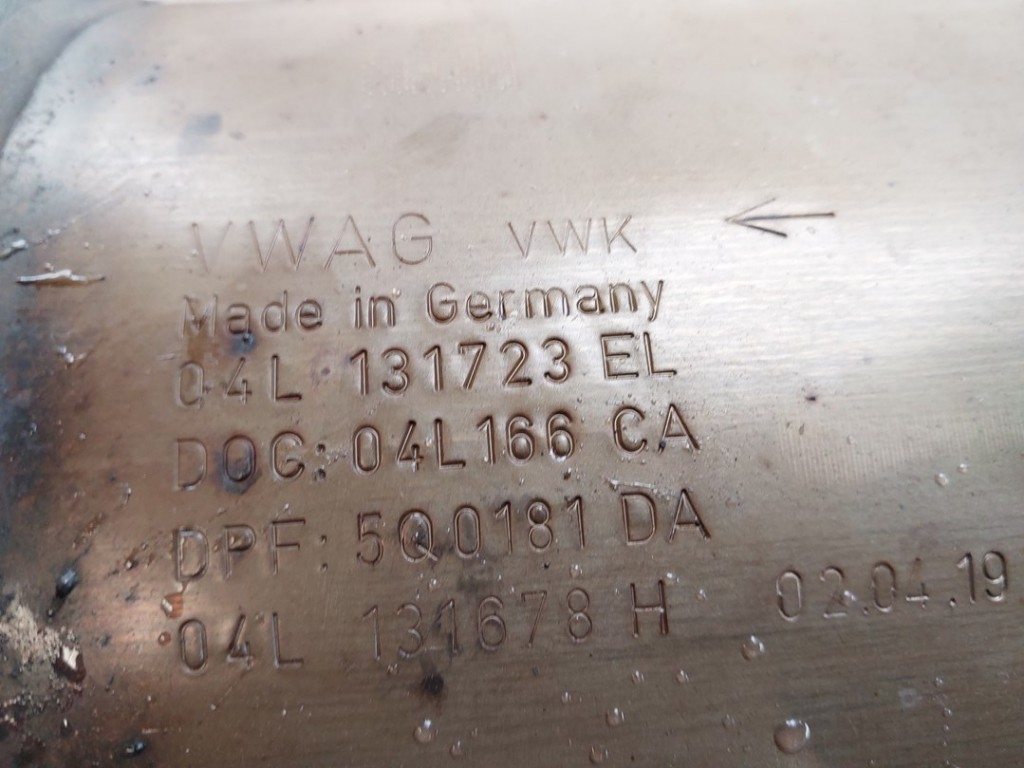 VWAG VWK ←
Made in Germany
04L 131723 EL
DOC: 04L166 CA
DPF: 5Q0181 DA
04L 131678 H 02.04.19